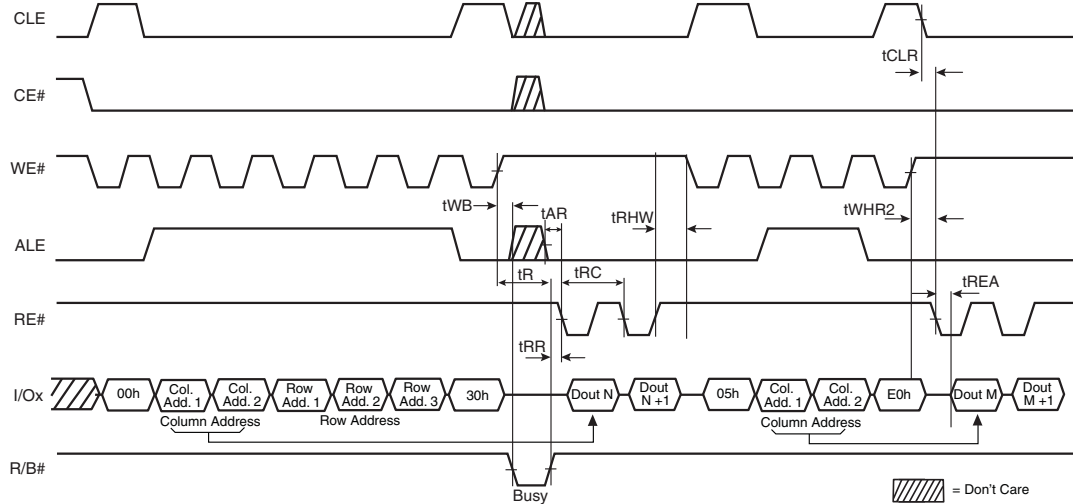 CLE
tCLR
CE#
WE#
tWB
tAR
tRHW
tWHR2
ALE
tR
tRC
tREA
RE#
tRR
I/Ox
00h
Col. Add. 1
Col. Add. 2
Row Add. 1
Row Add. 2
Row Add. 3
30h
Dout N
Dout N +1
05h
Col. Add. 1
Col. Add. 2
E0h
Dout M
Dout M +1
Column Address
Row Address
Column Address
R/B#
Busy
= Don't Care